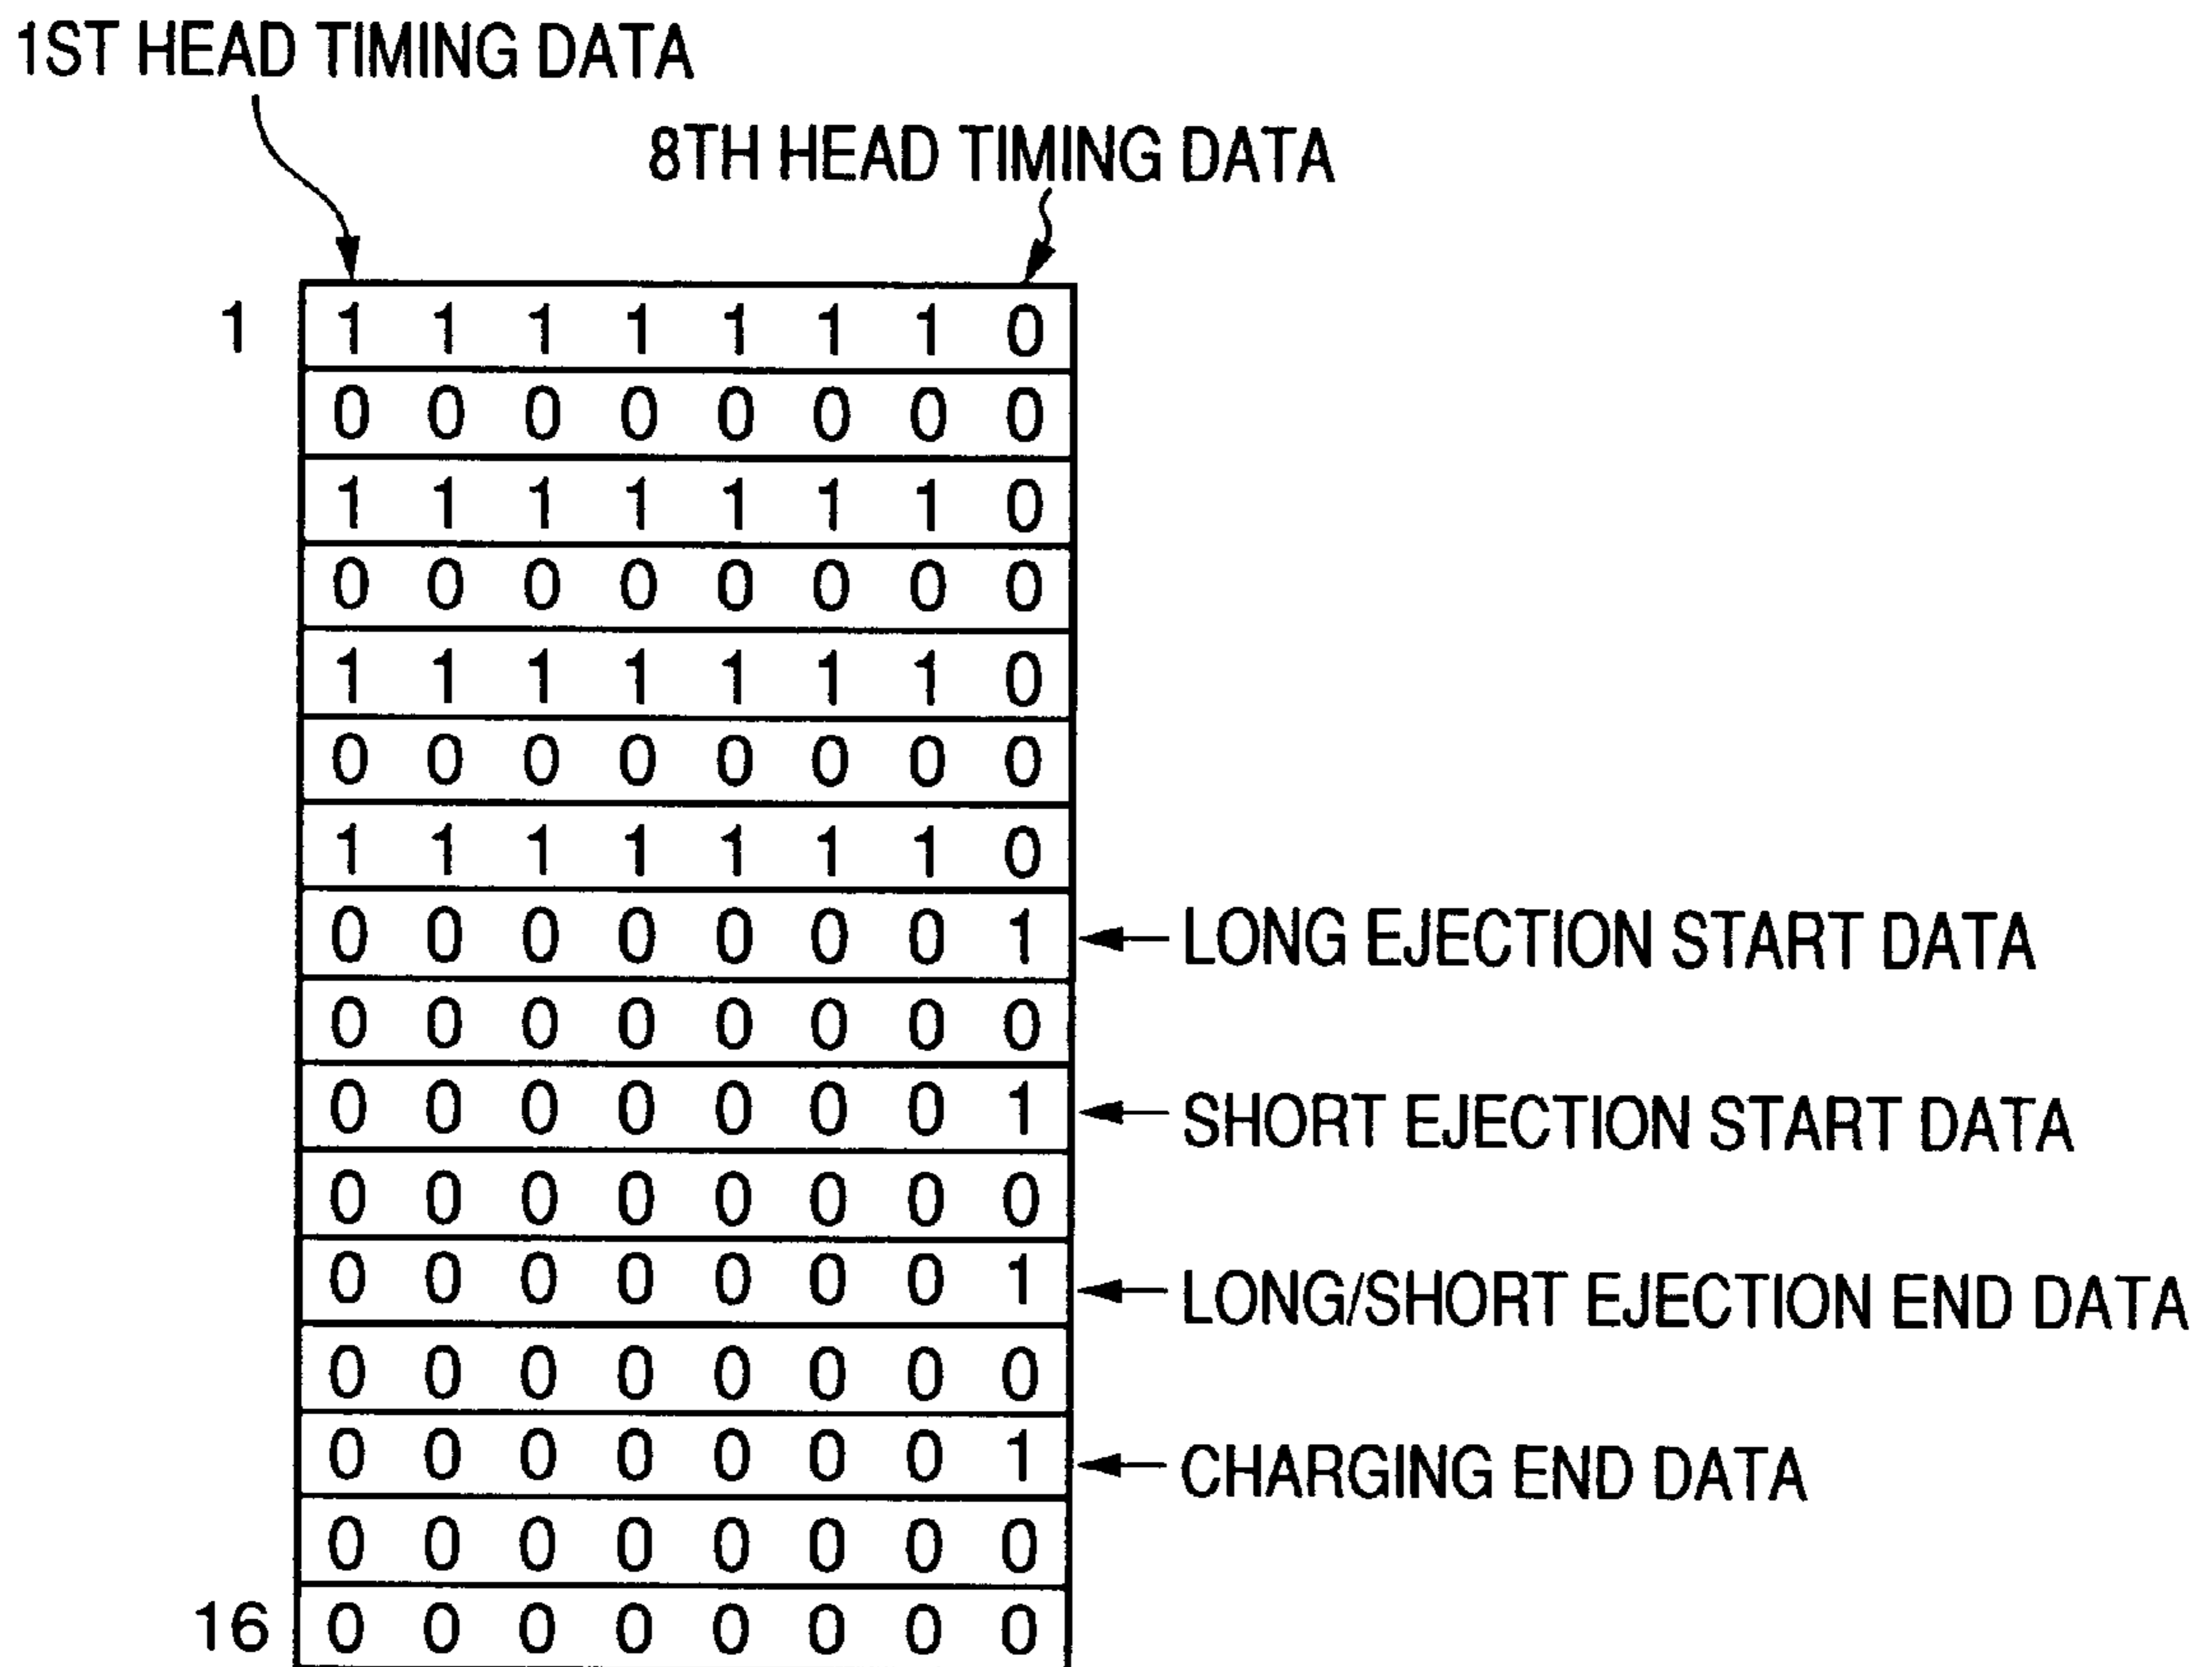 1ST HEAD TIMING DATA
8TH HEAD TIMING DATA
1 1 1 1 1 1 1 1 0
0 0 0 0 0 0 0 0
1 1 1 1 1 1 1 0
0 0 0 0 0 0 0 0
1 1 1 1 1 1 1 0
0 0 0 0 0 0 0 0
1 1 1 1 1 1 1 0
0 0 0 0 0 0 0 1 LONG EJECTION START DATA
0 0 0 0 0 0 0 0
0 0 0 0 0 0 0 1 SHORT EJECTION START DATA
0 0 0 0 0 0 0 0
0 0 0 0 0 0 0 1 LONG/SHORT EJECTION END DATA
0 0 0 0 0 0 0 0
0 0 0 0 0 0 0 1 CHARGING END DATA
0 0 0 0 0 0 0 0
16 0 0 0 0 0 0 0 0